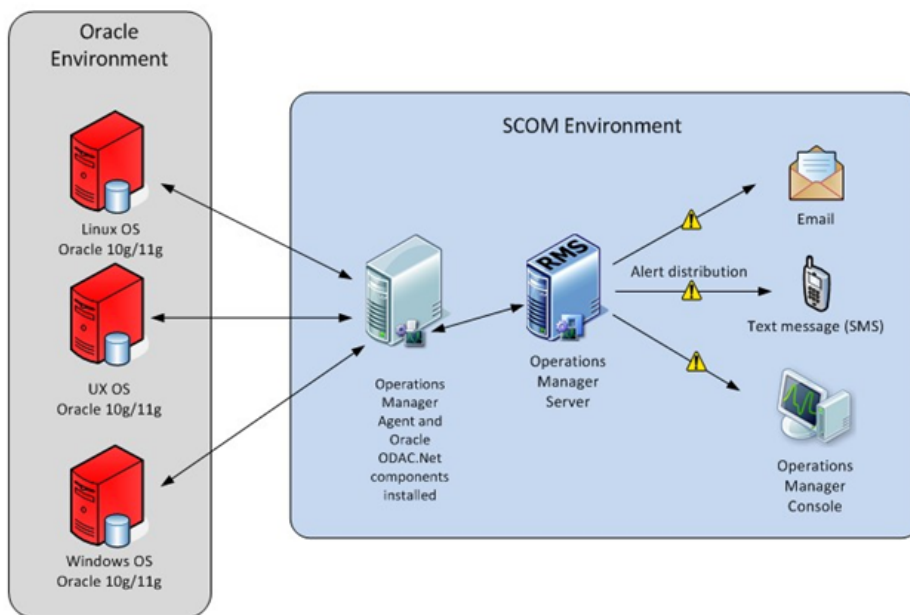 Oracle
Environment
Linux OS
Oracle 10g/11g
UX OS
Oracle 10g/11g
Windows OS
Oracle 10g/11g
SCOM Environment
Operations
Manager
Agent and
Oracle
ODAC.Net
components
installed
RMS
Operations
Manager
Server
Alert distribution
Email
Text message (SMS)
Operations
Manager
Console